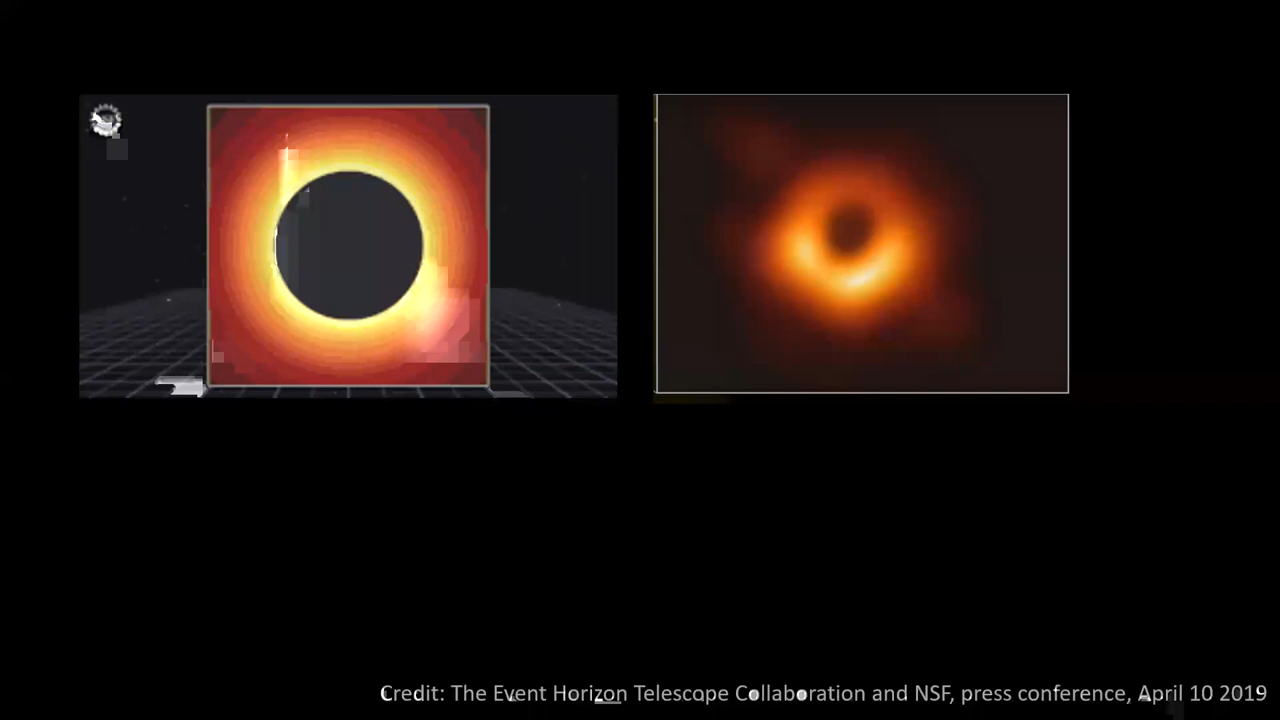 Credit: The Event Horizon Telescope Collaboration and NSF, press conference, April 10 2019